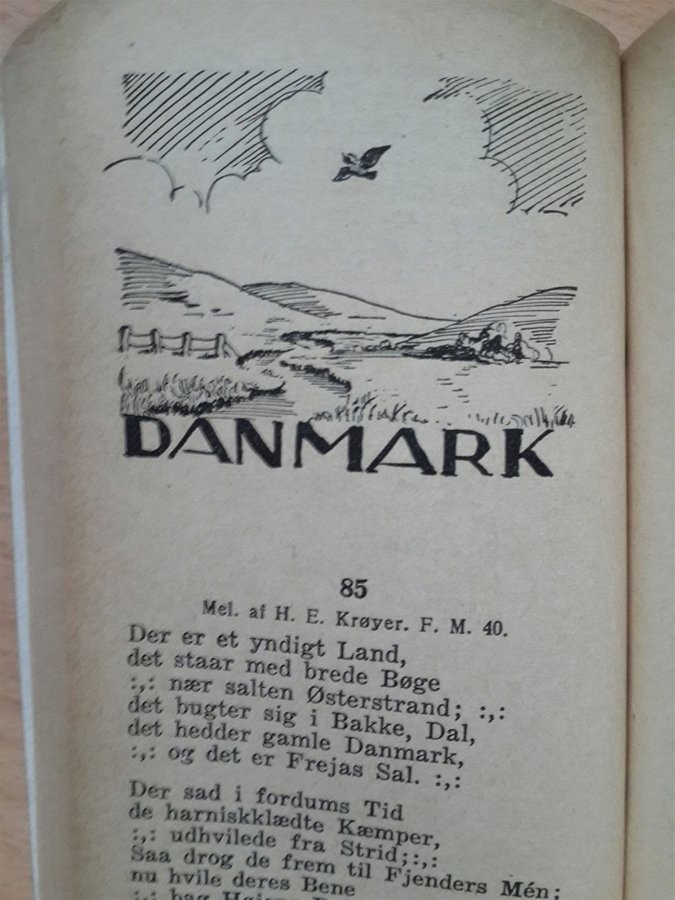 DANMARK
85
Mel. af H. E. Krøyer. F. M. 40.
Der er et yndigt Land,
det staar med brede Bøge
:,: nær salten Østerstrand; :,:
det bugter sig i Bakke, Dal,
det hedder gamle Danmark,
:,: og det er Frejas Sal. :,:
Der sad i fordums Tid
de harniskklædte Kæmper,
:,: udhvilede fra Strid; :,:
Saa drog de frem til Fjenders Mén;
nu hvile deres Bene
:,: bag